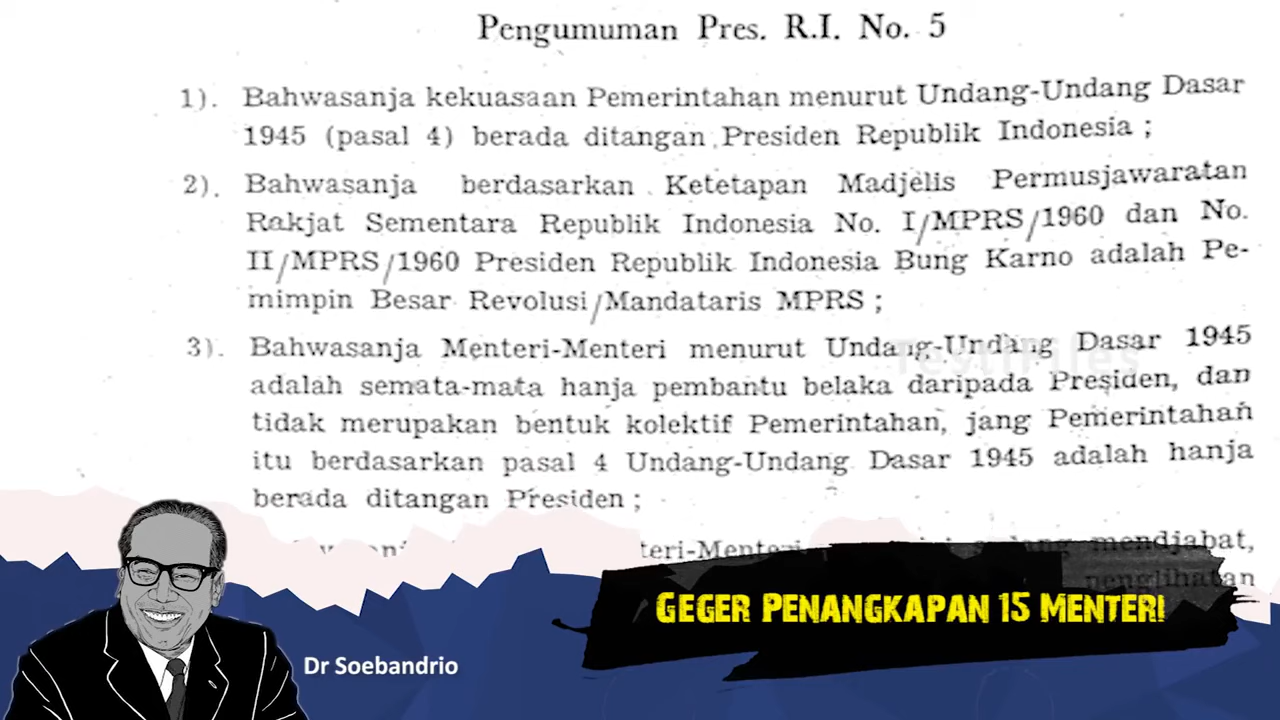 Pengumuman Pres. R.I. No. 5
1). Bahwasanja kekuasaan Pemerintahan menurut Undang-Undang Dasar
1945 (pasal 4) berada ditangan Presiden Republik Indonesia ;
2). Bahwasanja berdasarkan Ketetapan Madjelis Permusjawaratan
Rakjat Sementara Republik Indonesia No. I/MPRS/1960 dan No.
II/MPRS/1960 Presiden Republik Indonesia Bung Karno adalah Pe-
mimpin Besar Revolusi/Mandataris MPRS ;
3). Bahwasanja Menteri-Menteri menurut Undang-Undang Dasar 1945
TestiFiles
adalah semata-mata hanja pembantu belaka daripada Presiden, dan
tidak merupakan bentuk kolektif Pemerintahan, jang Pemerintahan
itu berdasarkan pasal 4 Undang-Undang Dasar 1945 adalah hanja
berada ditangan Presiden ;
mendjabat,
penglihatan
GEGER PENANGKAPAN 15 MENTERI
Dr Soebandrio